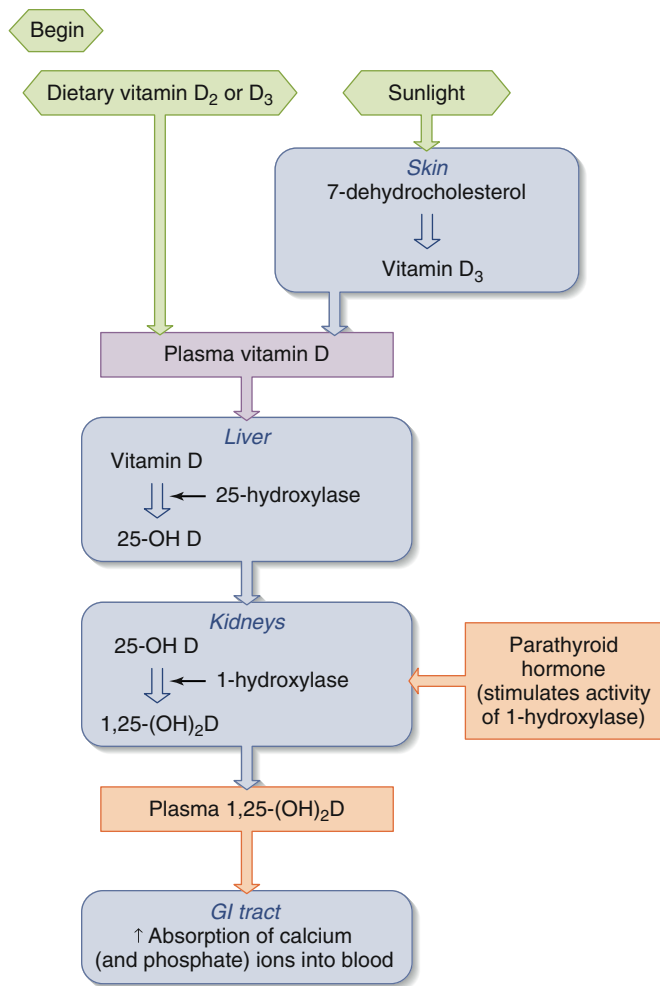 Begin
Dietary vitamin D₂ or D₃
Sunlight
Skin
7-dehydrocholesterol
Vitamin D₃
Plasma vitamin D
Liver
Vitamin D
25-hydroxylase
25-OH D
Kidneys
25-OH D
1-hydroxylase
1,25-(OH)₂D
Parathyroid
hormone
(stimulates activity
of 1-hydroxylase)
Plasma 1,25-(OH)₂D
GI tract
↑ Absorption of calcium
(and phosphate) ions into blood